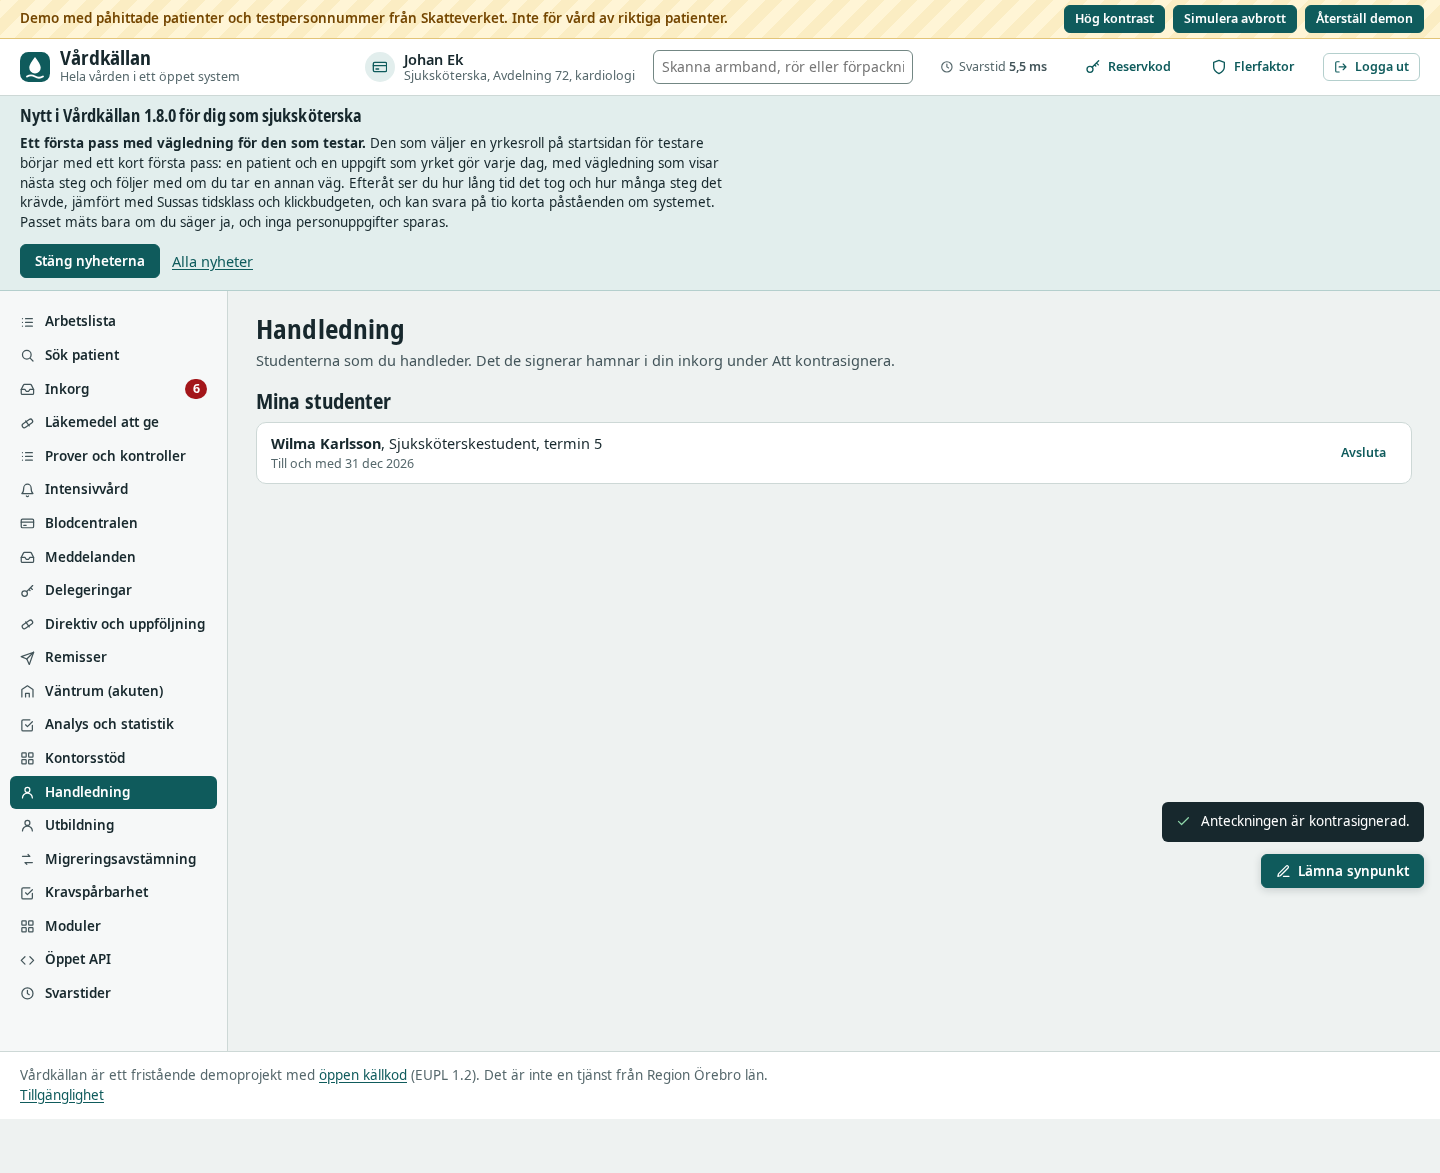 Demo med påhittade patienter och testpersonnummer från Skatteverket. Inte för vård av riktiga patienter.
Hög kontrast
Simulera avbrott
Återställ demon
Vårdkällan
Hela vården i ett öppet system
Johan Ek
Sjuksköterska, Avdelning 72, kardiologi
Skanna armband, rör eller förpackni
Svarstid 5,5 ms
Reservkod
Flerfaktor
Logga ut
Nytt i Vårdkällan 1.8.0 för dig som sjuksköterska
Ett första pass med vägledning för den som testar. Den som väljer en yrkesroll på startsidan för testare
börjar med ett kort första pass: en patient och en uppgift som yrket gör varje dag, med vägledning som visar
nästa steg och följer med om du tar en annan väg. Efteråt ser du hur lång tid det tog och hur många steg det
krävde, jämfört med Sussas tidsklass och klickbudgeten, och kan svara på tio korta påståenden om systemet.
Passet mäts bara om du säger ja, och inga personuppgifter sparas.
Stäng nyheterna
Alla nyheter
Arbetslista
Sök patient
Inkorg
6
Läkemedel att ge
Prover och kontroller
Intensivvård
Blodcentralen
Meddelanden
Delegeringar
Direktiv och uppföljning
Remisser
Väntrum (akuten)
Analys och statistik
Kontorsstöd
Handledning
Utbildning
Migreringsavstämning
Kravspårbarhet
Moduler
Öppet API
Svarstider
Handledning
Studenterna som du handleder. Det de signerar hamnar i din inkorg under Att kontrasignera.
Mina studenter
Wilma Karlsson, Sjuksköterskestudent, termin 5
Till och med 31 dec 2026
Avsluta
Anteckningen är kontrasignerad.
Lämna synpunkt
Vårdkällan är ett fristående demoprojekt med öppen källkod (EUPL 1.2). Det är inte en tjänst från Region Örebro län.
Tillgänglighet